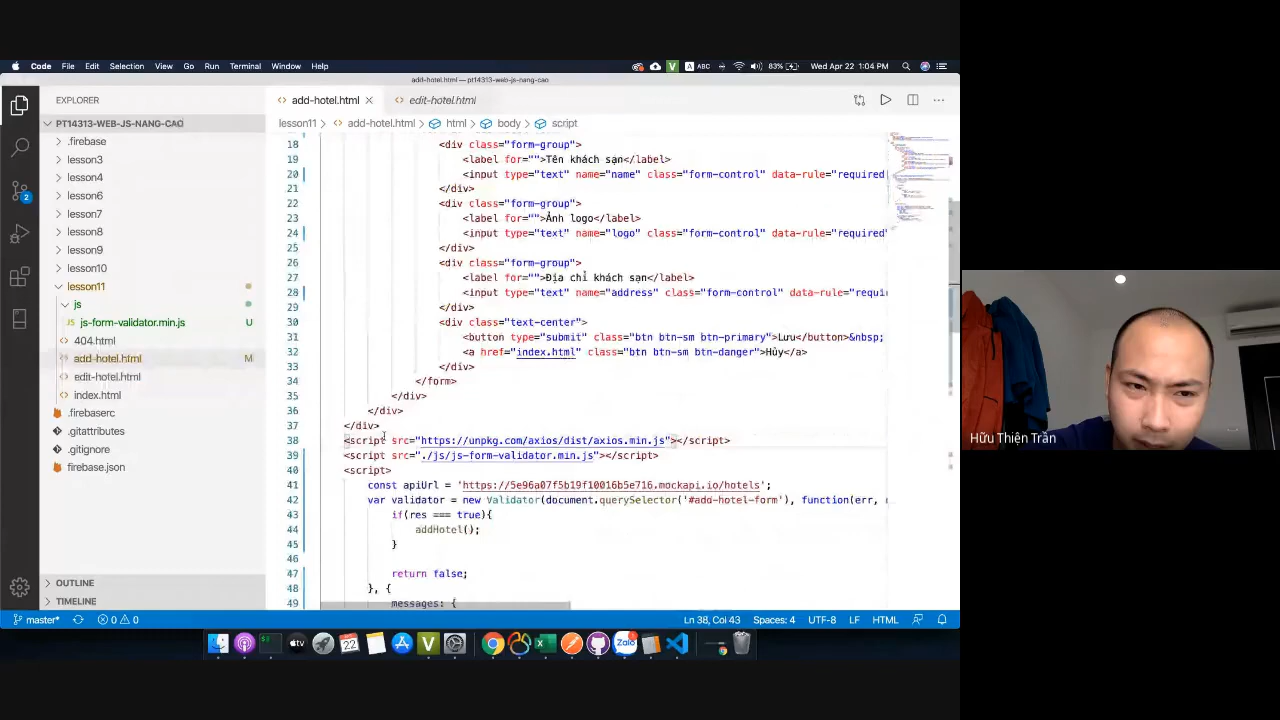 Code File Edit Selection View Go Run Terminal Window Help ABC 83% Wed Apr 22 1:04 PM
add-hotel.html — pt14313-web-js-nang-cao
EXPLORER
add-hotel.html
edit-hotel.html
PT14313-WEB-JS-NANG-CAO
lesson11 > add-hotel.html > html > body > script
.firebase
lesson3
lesson4
lesson6
lesson7
lesson8
lesson9
lesson10
lesson11
js
js-form-validator.min.js U
404.html
add-hotel.html M
edit-hotel.html
index.html
.firebaserc
.gitattributes
.gitignore
firebase.json
OUTLINE
TIMELINE
2
18 <div class="form-group">
19 <label for="">Tên khách sạn</label>
20 <input type="text" name="name" class="form-control" data-rule="required
21 </div>
22 <div class="form-group">
23 <label for="">Ảnh logo</label>
24 <input type="text" name="logo" class="form-control" data-rule="required
25 </div>
26 <div class="form-group">
27 <label for="">Địa chỉ khách sạn</label>
28 <input type="text" name="address" class="form-control" data-rule="requi
29 </div>
30 <div class="text-center">
31 <button type="submit" class="btn btn-sm btn-primary">Lưu</button>&nbsp;
32 <a href="index.html" class="btn btn-sm btn-danger">Hủy</a>
33 </div>
34 </form>
35 </div>
36 </div>
37 </div>
38 <script src="https://unpkg.com/axios/dist/axios.min.js"></script>
39 <script src="./js/js-form-validator.min.js"></script>
40 <script>
41 const apiUrl = 'https://5e96a07f5b19f10016b5e716.mockapi.io/hotels';
42 var validator = new Validator(document.querySelector('#add-hotel-form'), function(err, r
43 if(res === true){
44 addHotel();
45 }
46
47 return false;
48 }, {
49 messages: {
master* 0 0 Ln 38, Col 43 Spaces: 4 UTF-8 LF HTML
22
Zalo
Hữu Thiện Trần